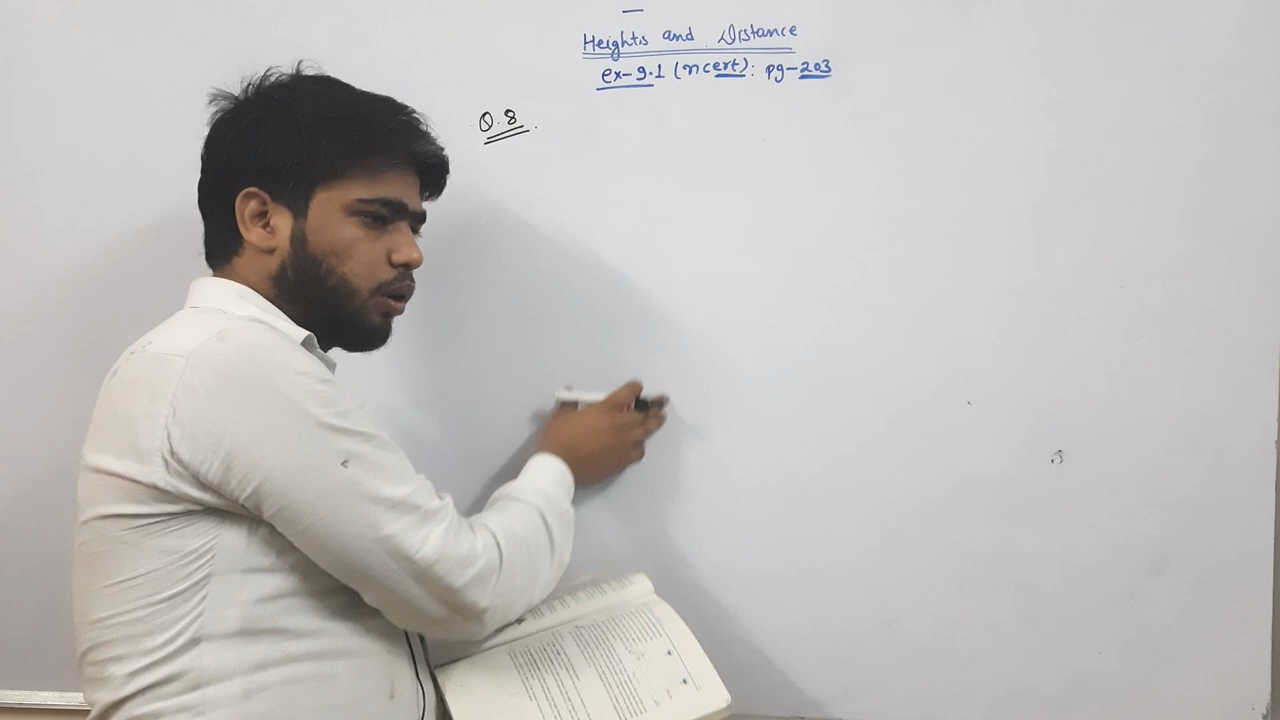 Heights and Distance
ex-9.1 (ncert): pg-203
Q.8